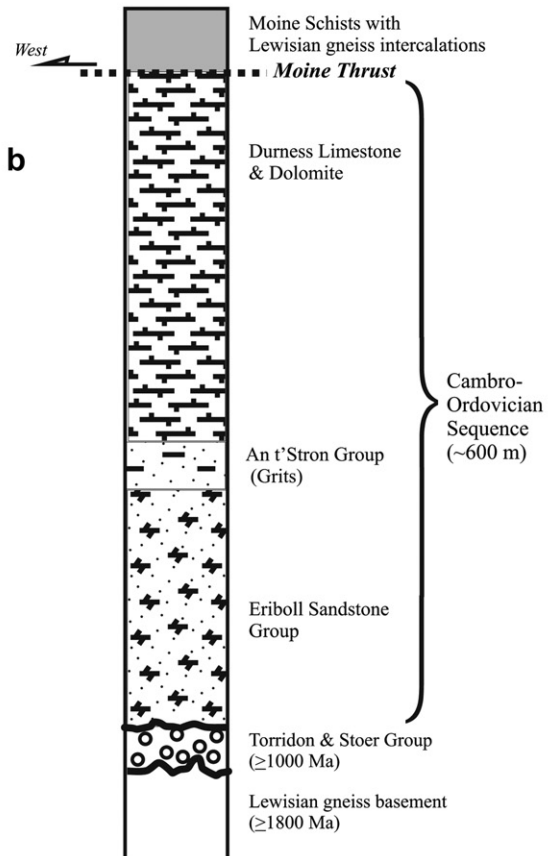 Moine Schists with
Lewisian gneiss intercalations
West
Moine Thrust
b
Durness Limestone
& Dolomite
Cambro-
Ordovician
Sequence
(~600 m)
An t’Stron Group
(Grits)
Eriboll Sandstone
Group
Torridon & Stoer Group
(≥1000 Ma)
Lewisian gneiss basement
(≥1800 Ma)